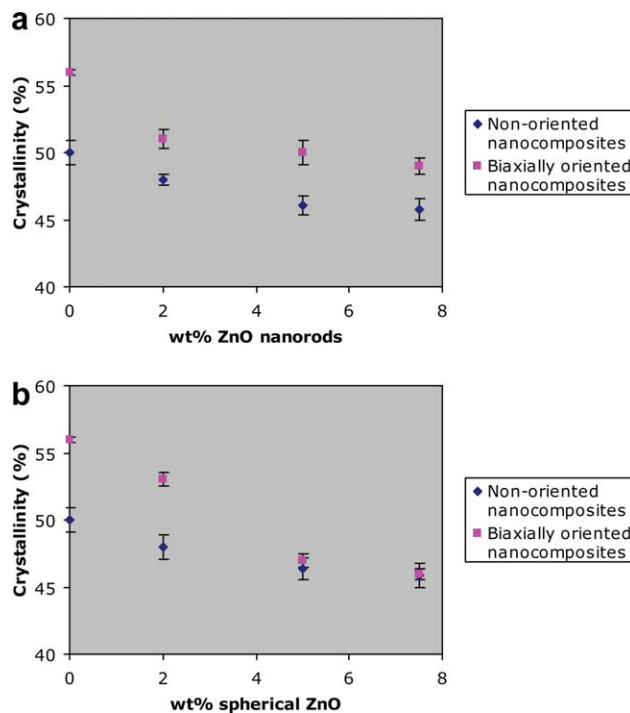 a
60
55
50
45
40
Crystallinity (%)
0 2 4 6 8
wt% ZnO nanorods
Non-oriented
nanocomposites
Biaxially oriented
nanocomposites
b
60
55
50
45
40
Crystallinity (%)
0 2 4 6 8
wt% spherical ZnO
Non-oriented
nanocomposites
Biaxially oriented
nanocomposites